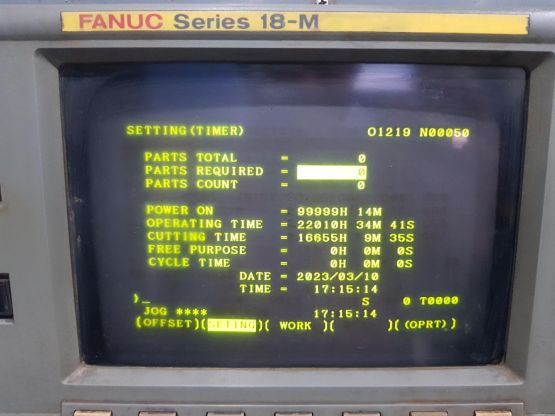 FANUC Series 18-M
SETTING(TIMER) O1219 N00050
PARTS TOTAL = 0
PARTS REQUIRED = 0
PARTS COUNT = 0
POWER ON = 99999H 14M
OPERATING TIME = 22010H 34M 41S
CUTTING TIME = 16655H 9M 35S
FREE PURPOSE = 0H 0M 0S
CYCLE TIME = 0H 0M 0S
DATE = 2023/03/10
TIME = 17:15:14
)_ S 0 T0000
JOG **** 17:15:14
(OFFSET)(SETING)( WORK )( )( (OPRT) )